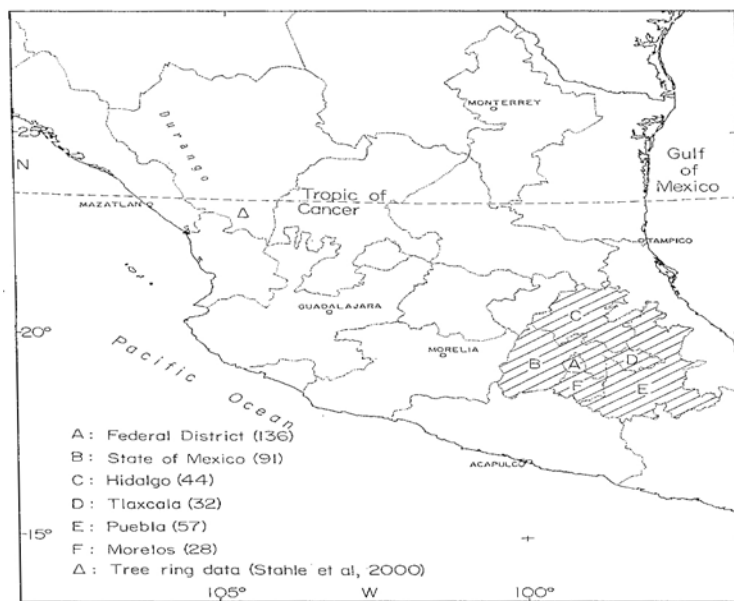 MONTERREY
25°
Durango
N
Gulf
of
Mexico
Tropic of
Cancer
MAZATLAN
Δ
TAMPICO
C
GUADALAJARA
20°
MORELIA
B
A
D
F
E
Pacific Ocean
A: Federal District (136)
B: State of Mexico (91)
ACAPULCO
C: Hidalgo (44)
D: Tlaxcala (32)
E: Puebla (57)
15°
F: Morelos (28)
Δ: Tree ring data (Stahle et al, 2000)
105°
W
100°